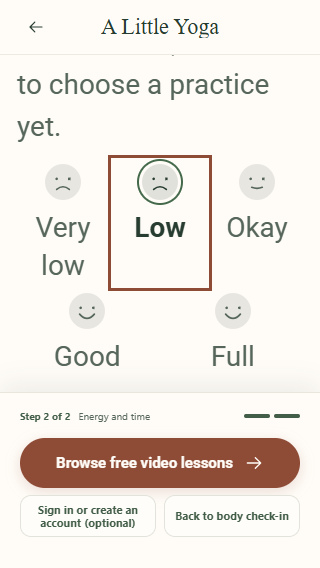 A Little Yoga
to choose a practice
yet.
Very low
Low
Okay
Good
Full
Step 2 of 2 Energy and time
Browse free video lessons
Sign in or create an
account (optional)
Back to body check-in